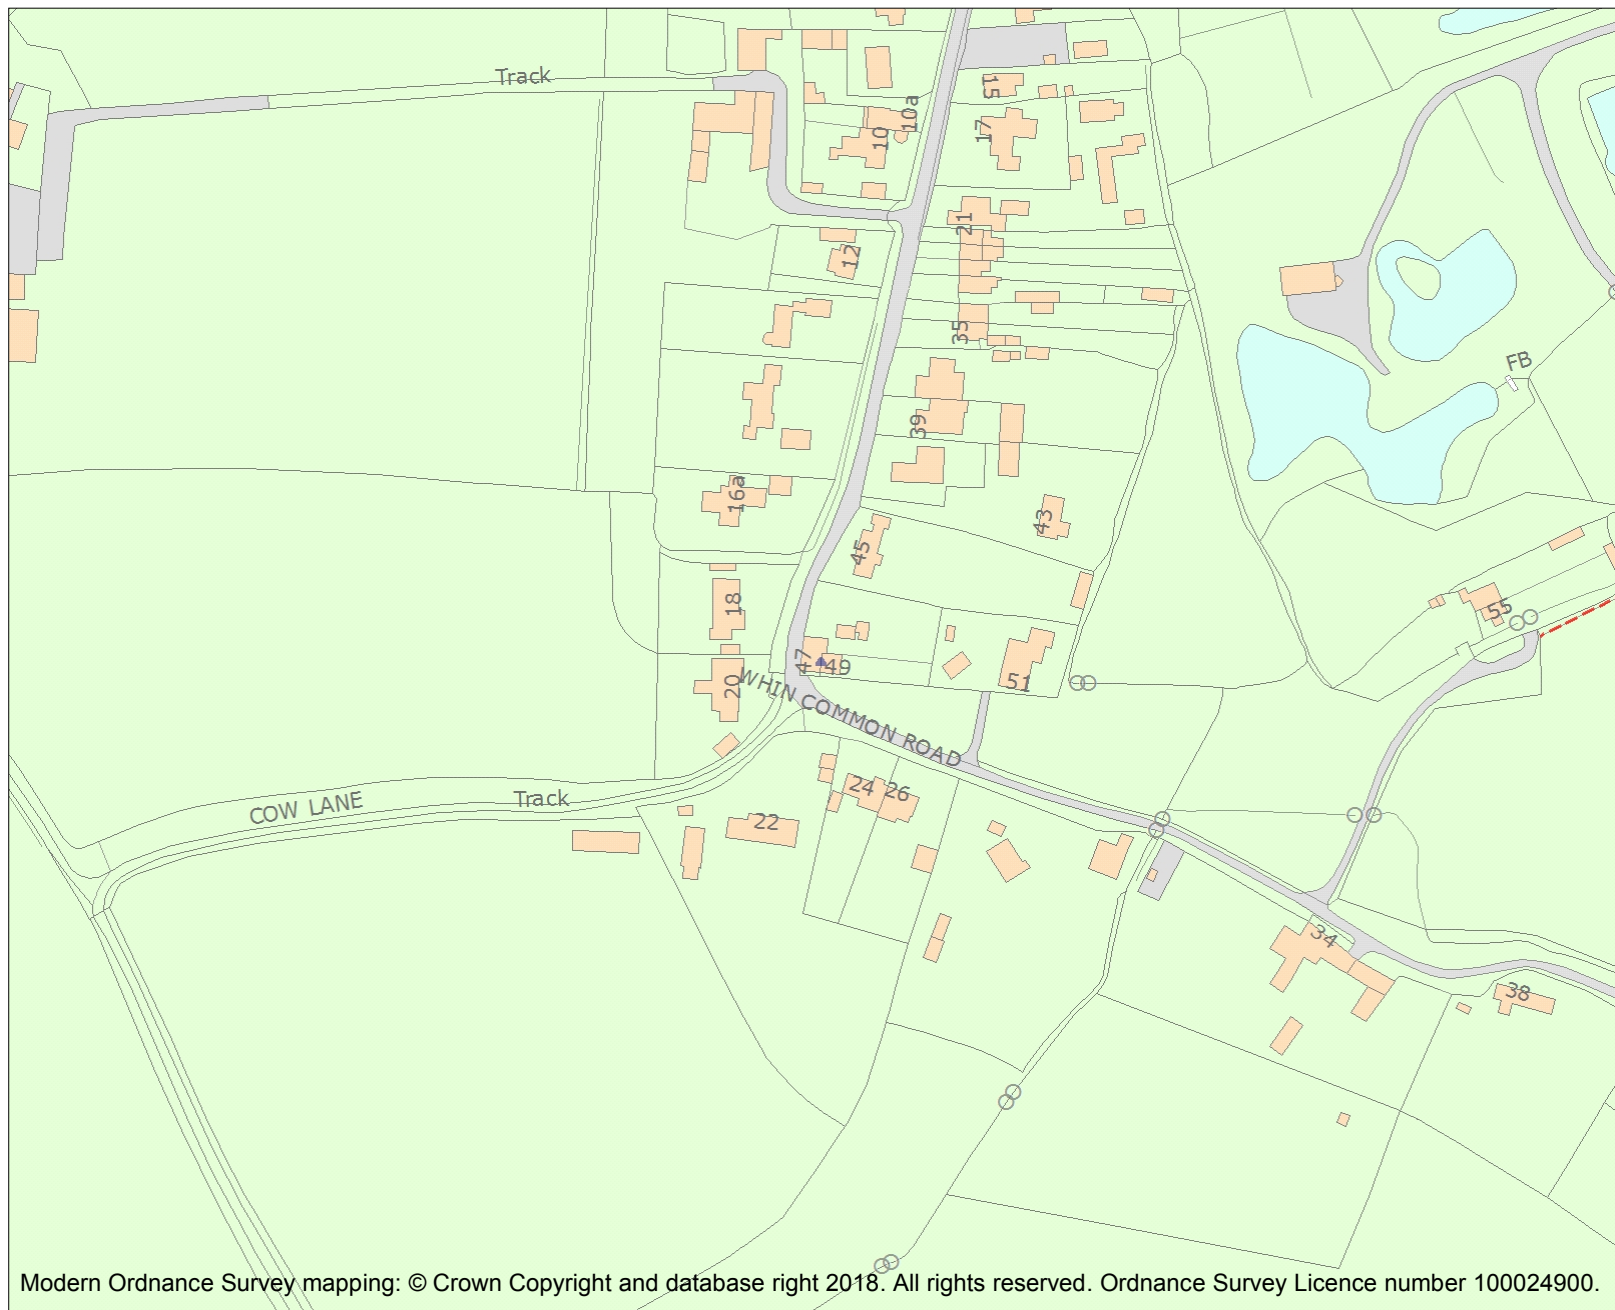 Track
15
10a
17
10
21
12
35
FB
39
16a
43
45
18
55
47
49
20
51
WHIN COMMON ROAD
24
26
Track
COW LANE
22
34
38
Modern Ordnance Survey mapping: © Crown Copyright and database right 2018. All rights reserved. Ordnance Survey Licence number 100024900.